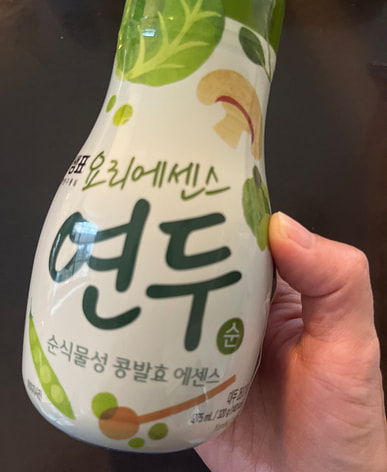 요리에센스
연두
순
순식물성 콩발효 에센스